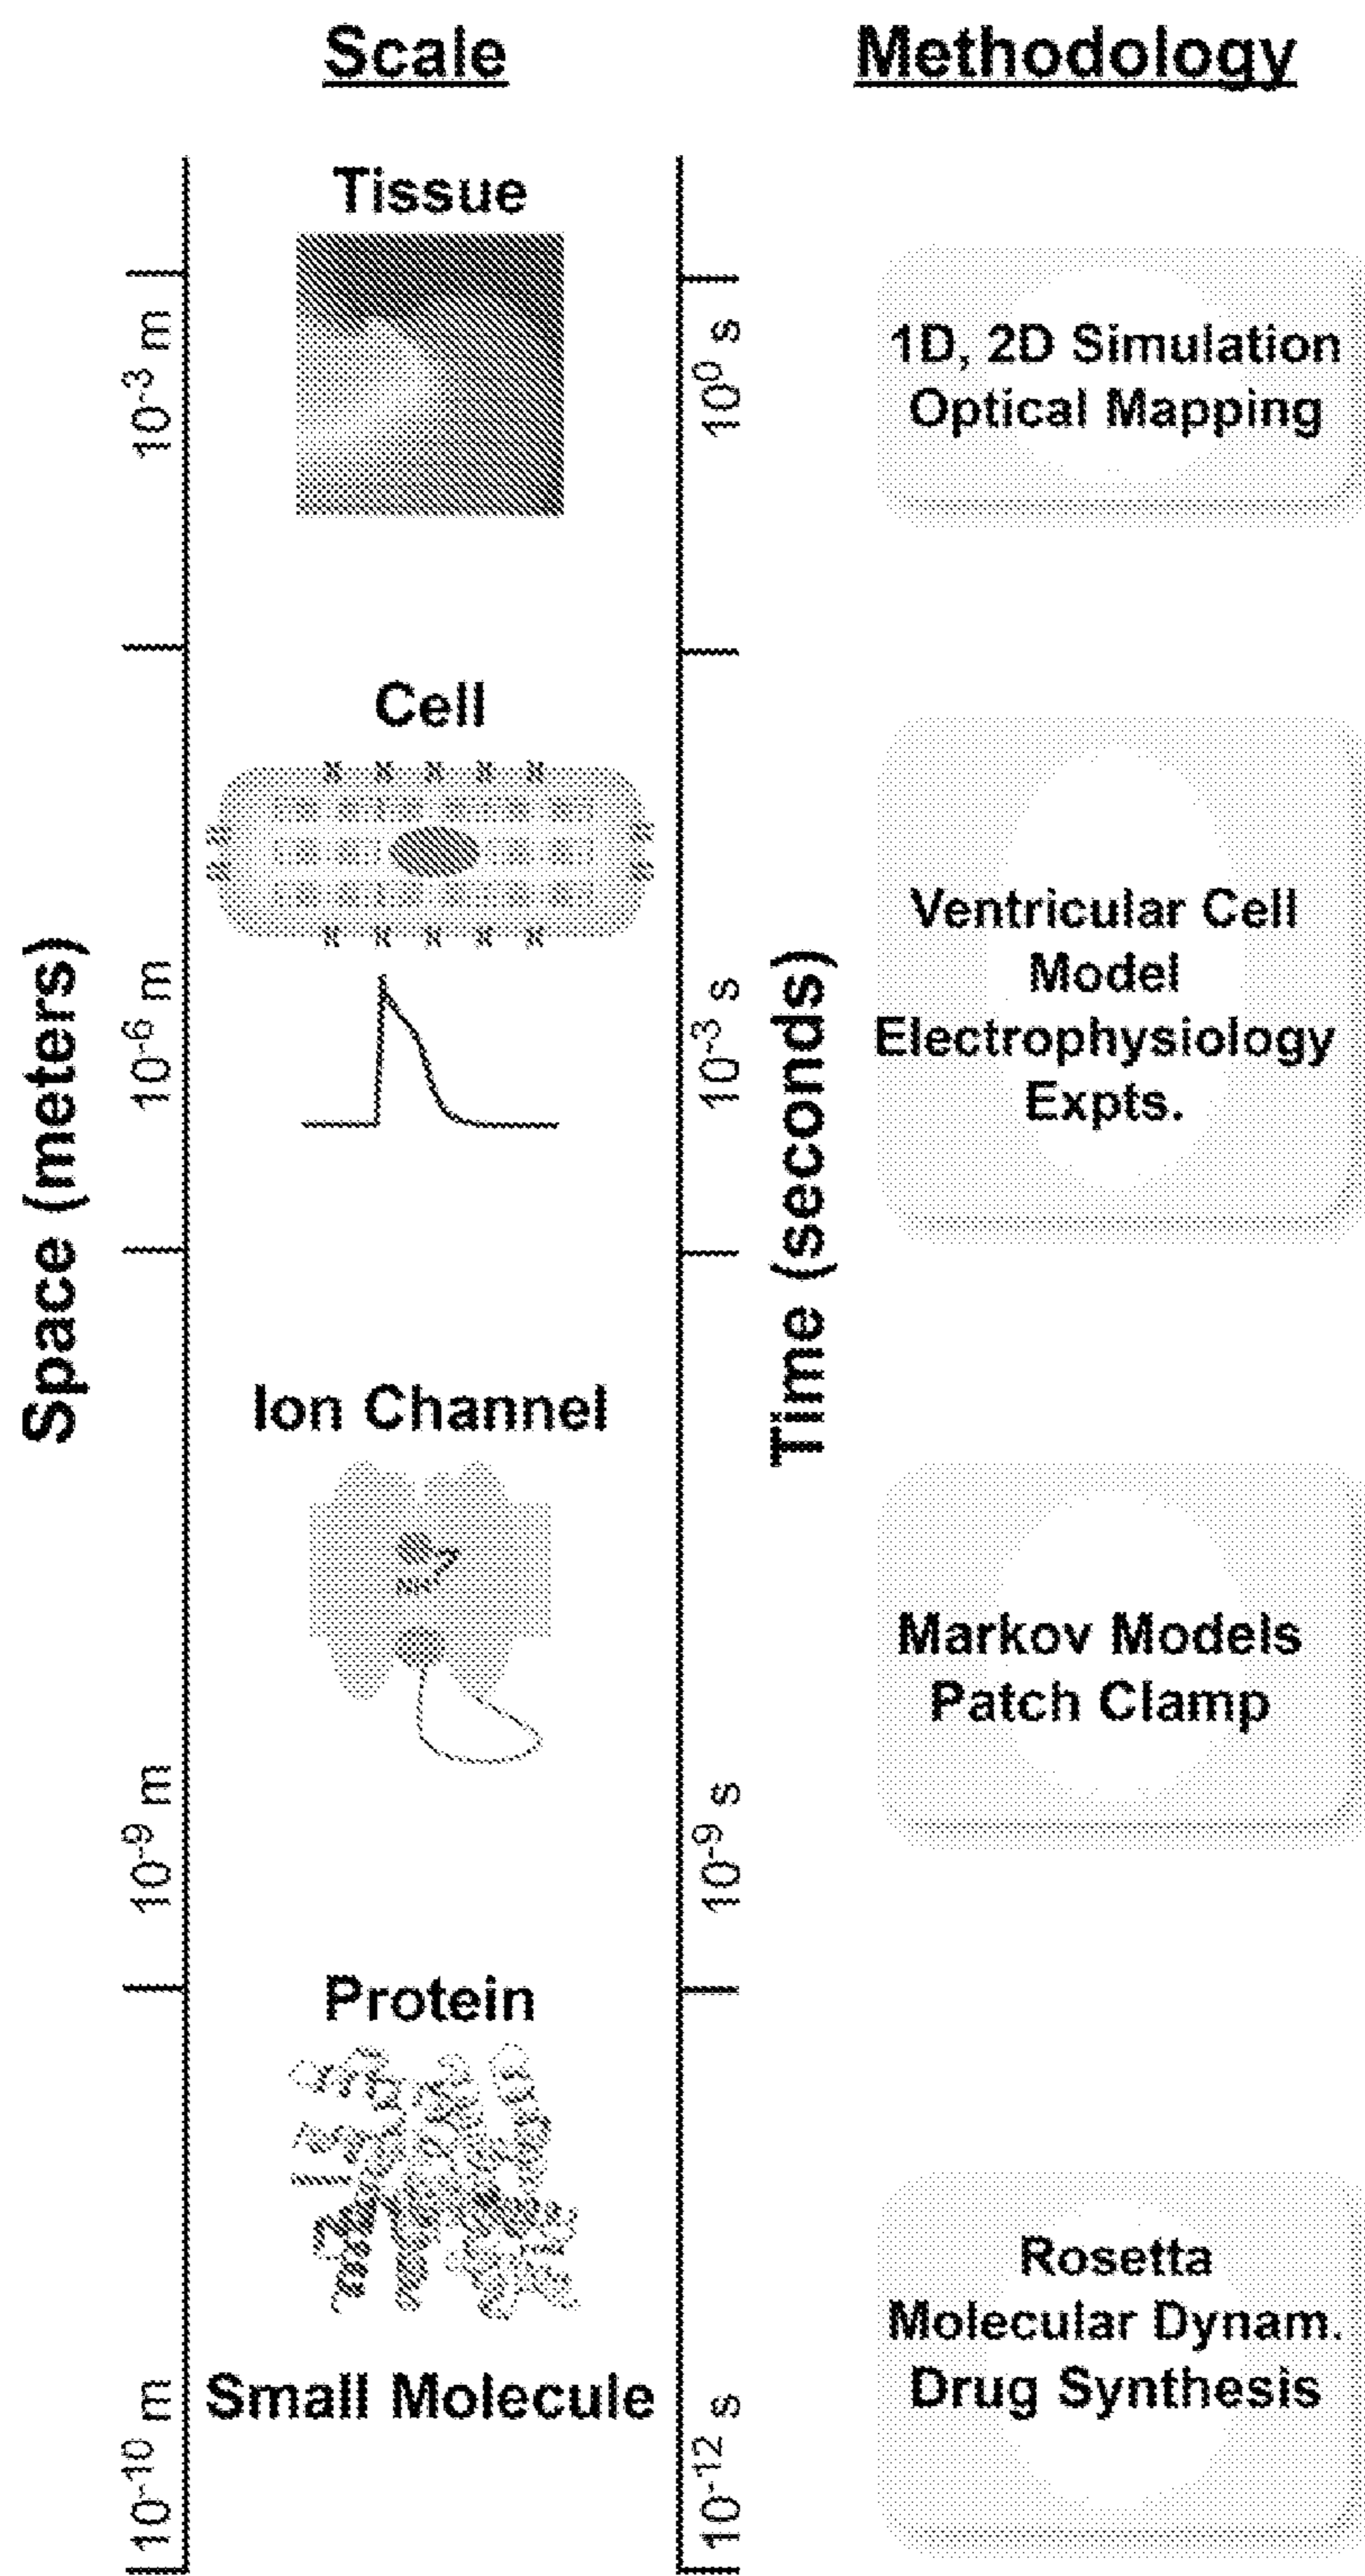 Scale
Methodology
Space (meters)
10⁻³ m
10⁻⁶ m
10⁻⁹ m
10⁻¹⁰ m
Tissue
Cell
Ion Channel
Protein
Small Molecule
Time (seconds)
10⁰ s
10⁻³ s
10⁻⁹ s
10⁻¹² s
1D, 2D Simulation
Optical Mapping
Ventricular Cell
Model
Electrophysiology
Expts.
Markov Models
Patch Clamp
Rosetta
Molecular Dynam.
Drug Synthesis